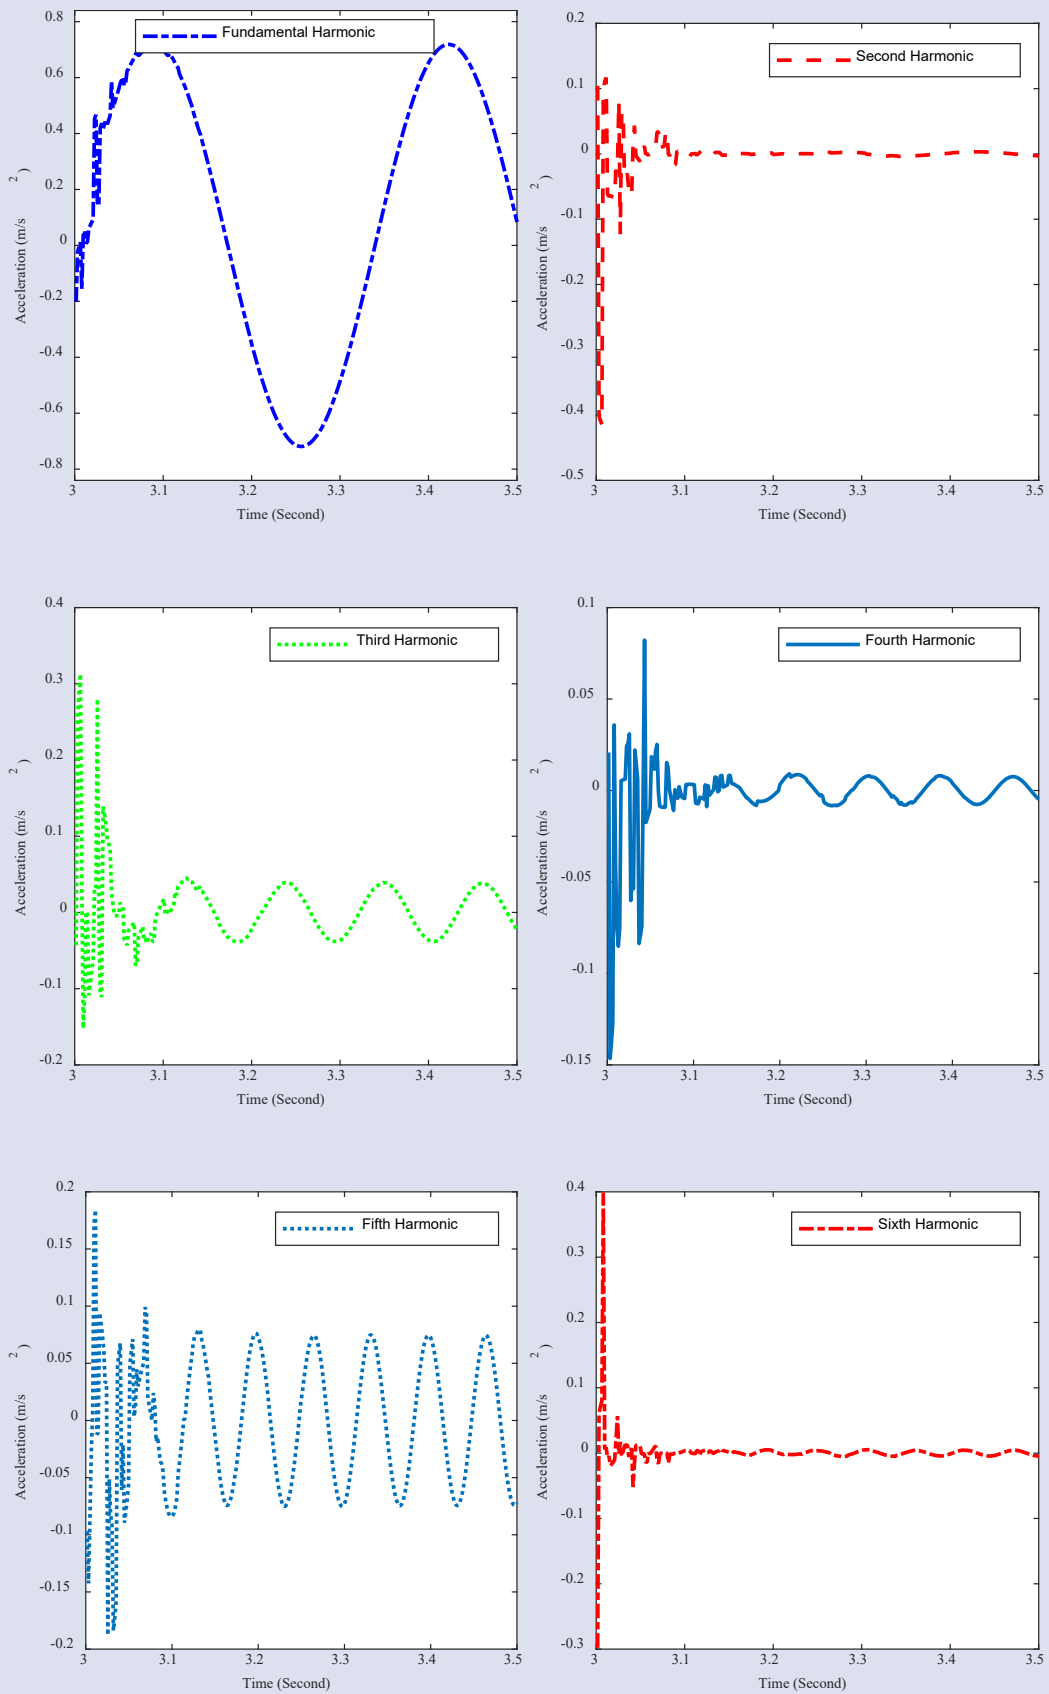 Fundamental Harmonic
0.8
0.6
0.4
0.2
0
-0.2
-0.4
-0.6
-0.8
Acceleration (m/s 2 )
3 3.1 3.2 3.3 3.4 3.5
Time (Second)
Second Harmonic
0.2
0.1
0
-0.1
-0.2
-0.3
-0.4
-0.5
Acceleration (m/s 2 )
3 3.1 3.2 3.3 3.4 3.5
Time (Second)
Third Harmonic
0.4
0.3
0.2
0.1
0
-0.1
-0.2
Acceleration (m/s 2 )
3 3.1 3.2 3.3 3.4 3.5
Time (Second)
Fourth Harmonic
0.1
0.05
0
-0.05
-0.1
-0.15
Acceleration (m/s 2 )
3 3.1 3.2 3.3 3.4 3.5
Time (Second)
Fifth Harmonic
0.2
0.15
0.1
0.05
0
-0.05
-0.1
-0.15
-0.2
Acceleration (m/s 2 )
3 3.1 3.2 3.3 3.4 3.5
Time (Second)
Sixth Harmonic
0.4
0.3
0.2
0.1
0
-0.1
-0.2
-0.3
Acceleration (m/s 2 )
3 3.1 3.2 3.3 3.4 3.5
Time (Second)